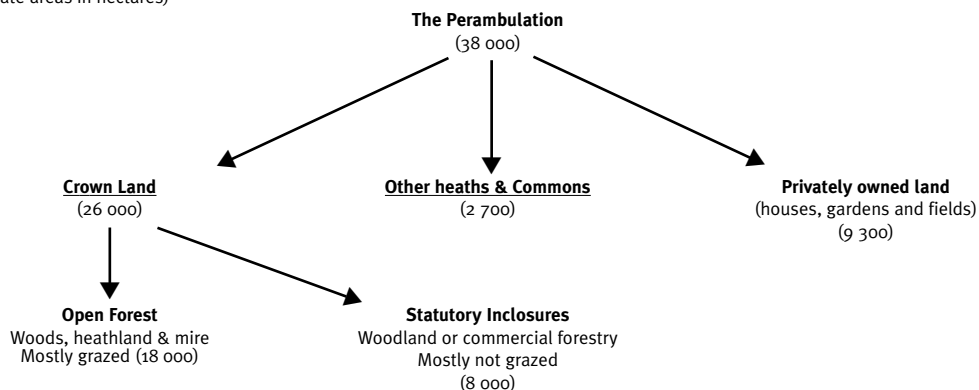 ate areas in hectares)
The Perambulation
(38 000)
Crown Land
(26 000)
Other heaths & Commons
(2 700)
Privately owned land
(houses, gardens and fields)
(9 300)
Open Forest
Woods, heathland & mire
Mostly grazed (18 000)
Statutory Inclosures
Woodland or commercial forestry
Mostly not grazed
(8 000)